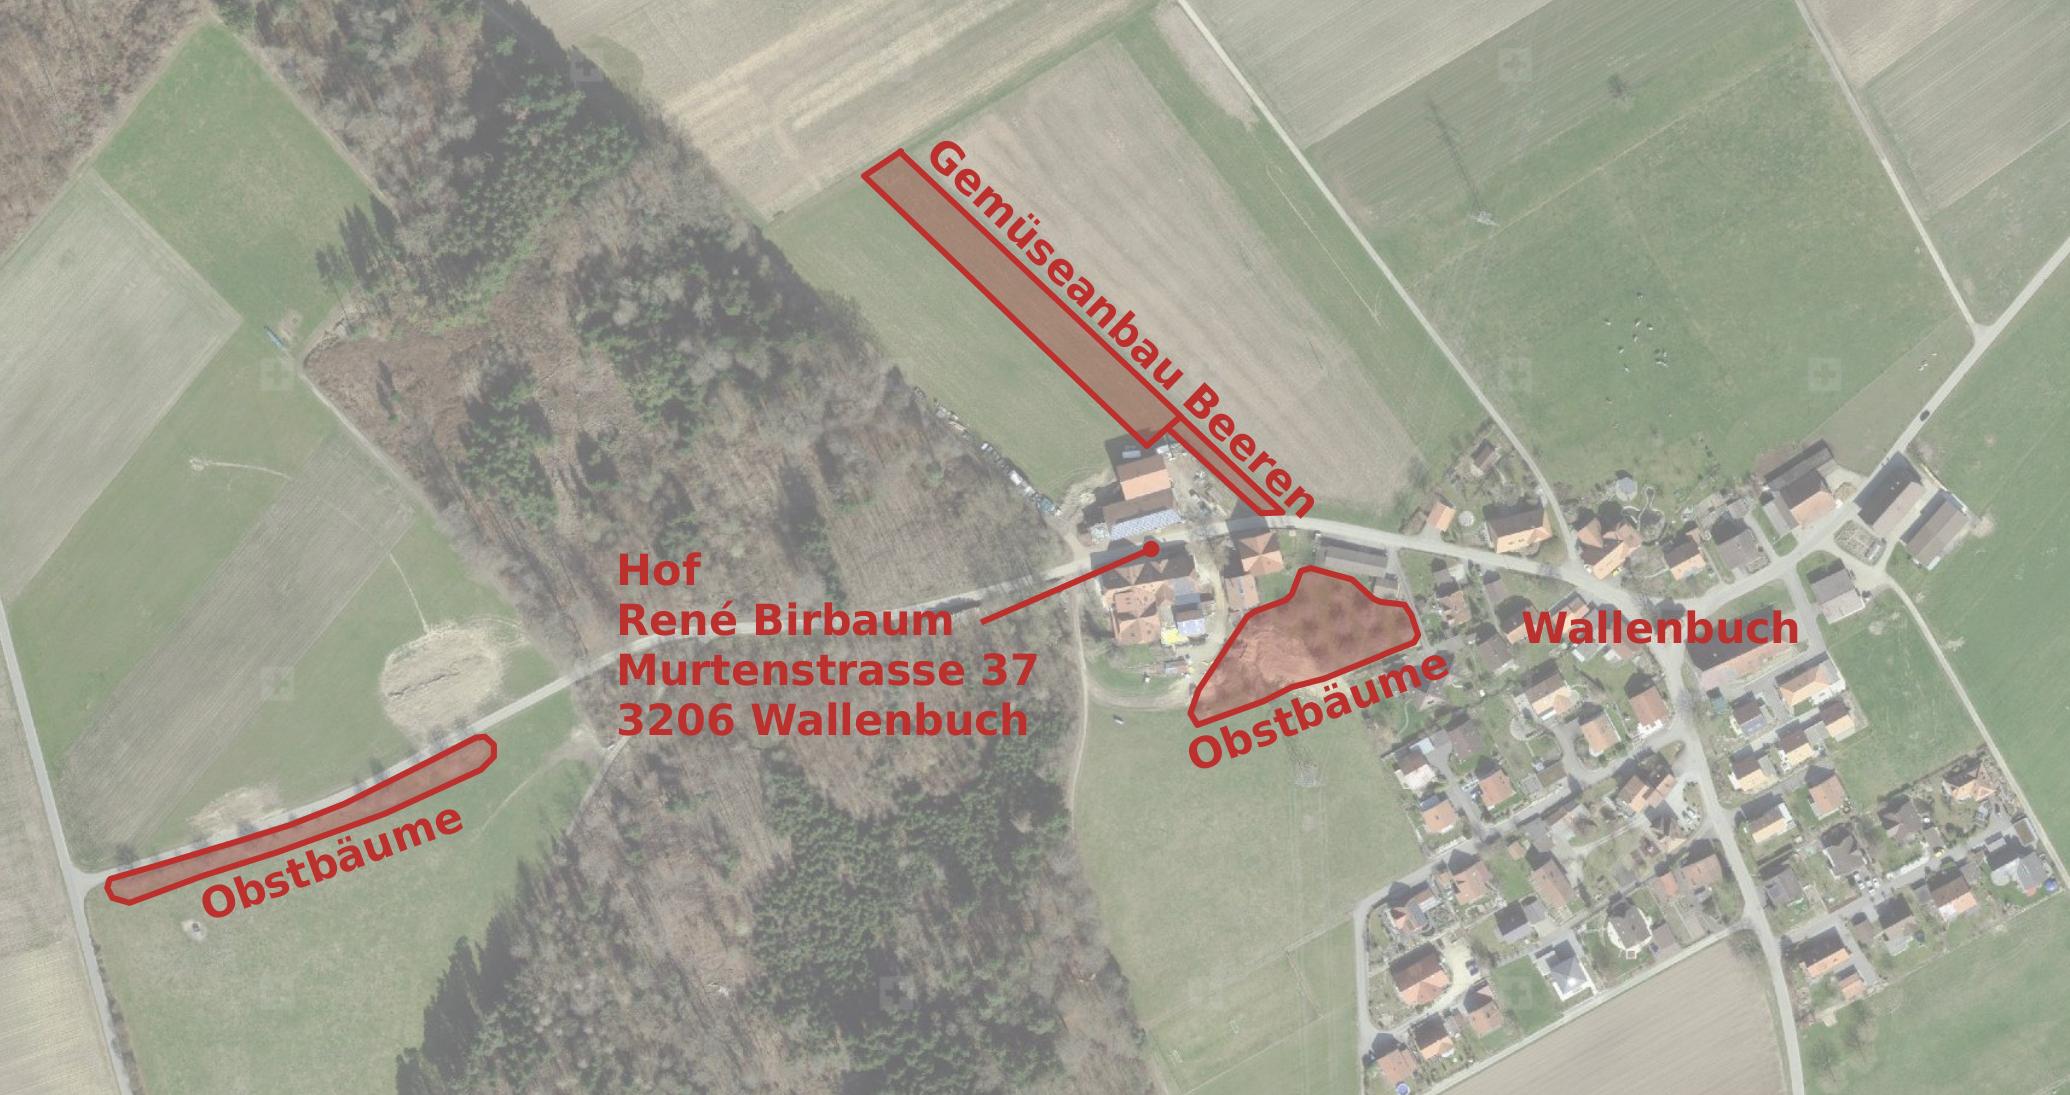 Gemüseanbau Beeren
Hof
René Birbaum
Murtenstrasse 37
3206 Wallenbuch
Wallenbuch
Obstbäume
Obstbäume